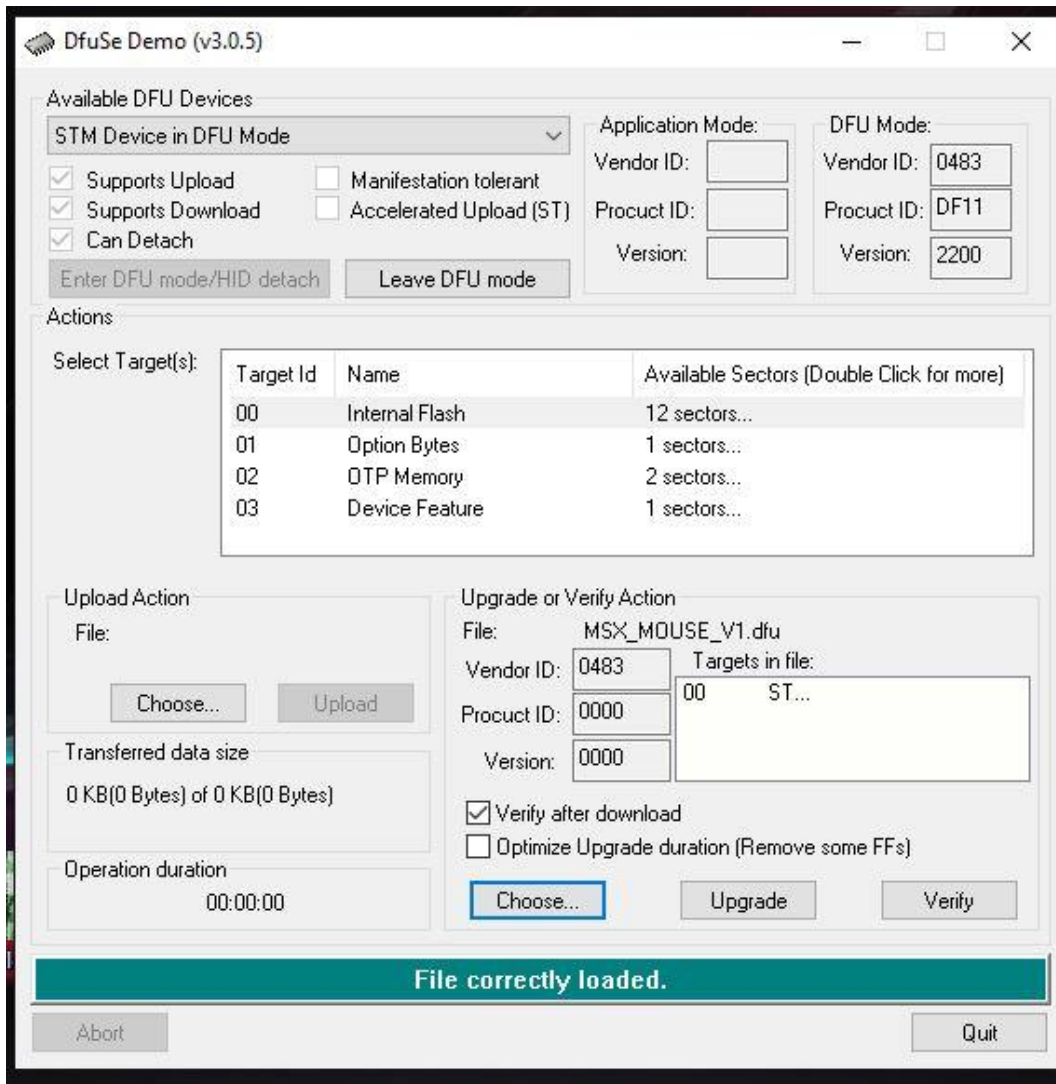 DfuSe Demo (v3.0.5)
Available DFU Devices
STM Device in DFU Mode
Supports Upload
Manifestation tolerant
Supports Download
Accelerated Upload (ST)
Can Detach
Enter DFU mode/HID detach
Leave DFU mode
Application Mode:
Vendor ID:
Procuct ID:
Version:
DFU Mode:
Vendor ID: 0483
Procuct ID: DF11
Version: 2200
Actions
Select Target(s):
Target Id Name Available Sectors (Double Click for more)
00 Internal Flash 12 sectors...
01 Option Bytes 1 sectors...
02 OTP Memory 2 sectors...
03 Device Feature 1 sectors...
Upload Action
File:
Choose... Upload
Transferred data size
0 KB(0 Bytes) of 0 KB(0 Bytes)
Operation duration
00:00:00
Upgrade or Verify Action
File: MSX_MOUSE_V1.dfu
Vendor ID: 0483
Procuct ID: 0000
Version: 0000
Targets in file:
00 ST...
Verify after download
Optimize Upgrade duration (Remove some FFs)
Choose... Upgrade Verify
File correctly loaded.
Abort Quit